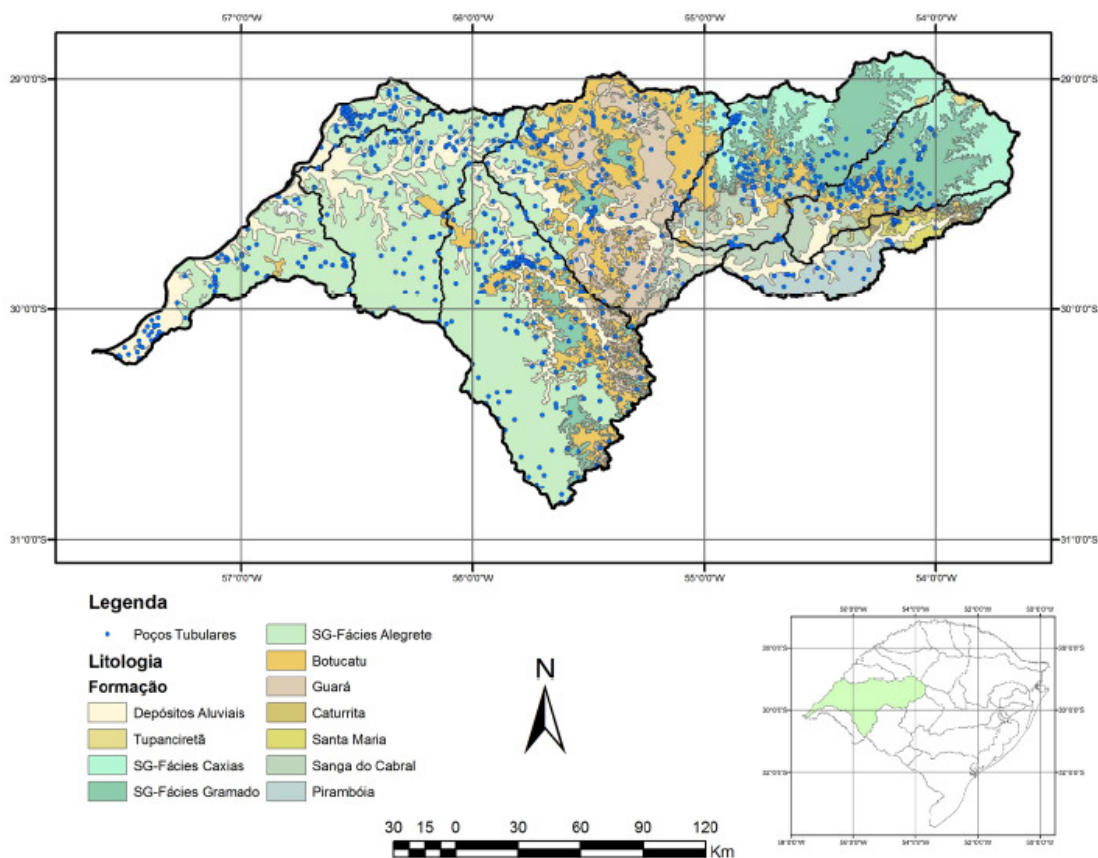 57°0'0"W 56°0'0"W 55°0'0"W 54°0'0"W
29°0'0"S 29°0'0"S
30°0'0"S 30°0'0"S
31°0'0"S 31°0'0"S
57°0'0"W 56°0'0"W 55°0'0"W 54°0'0"W
Legenda
Poços Tubulares
Litologia
Formação
Depósitos Aluviais
Tupanciretã
SG-Fácies Caxias
SG-Fácies Gramado
SG-Fácies Alegrete
Botucatu
Guará
Caturrita
Santa Maria
Sanga do Cabral
Pirambóia
N
30 15 0 30 60 90 120
Km